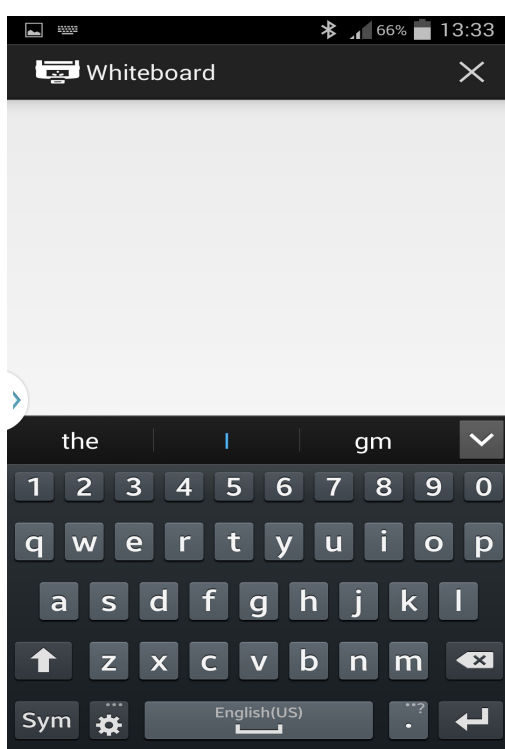 66% 13:33
Whiteboard
the I gm
1 2 3 4 5 6 7 8 9 0
q w e r t y u i o p
a s d f g h j k l
z x c v b n m
Sym English(US) ...? .